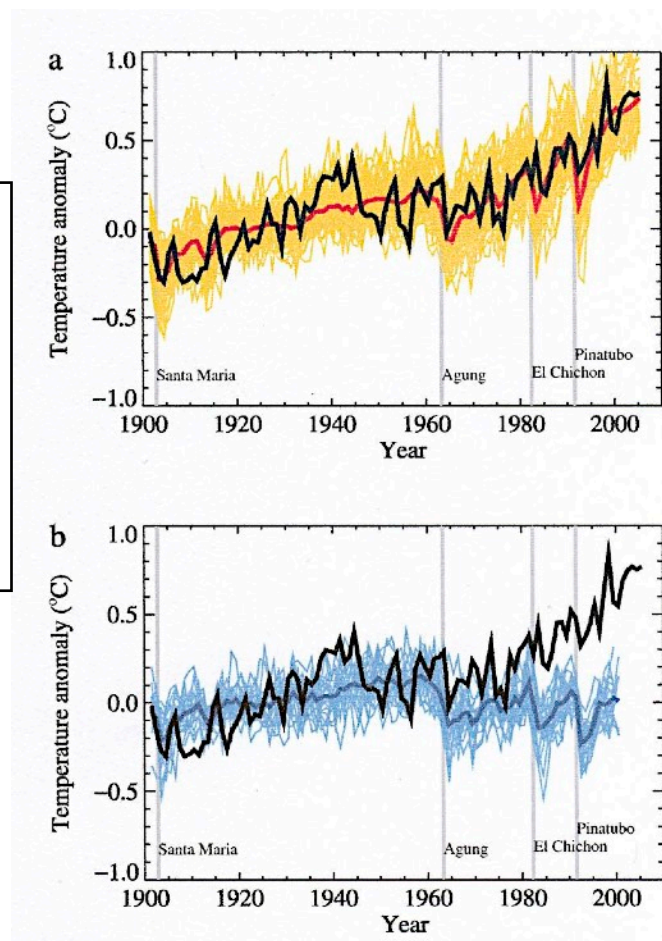 a
Temperature anomaly (°C)
1.0
0.5
0.0
−0.5
−1.0
Santa Maria
Agung
El Chichon
Pinatubo
1900 1920 1940 1960 1980 2000
Year
b
Temperature anomaly (°C)
1.0
0.5
0.0
−0.5
−1.0
Santa Maria
Agung
El Chichon
Pinatubo
1900 1920 1940 1960 1980 2000
Year